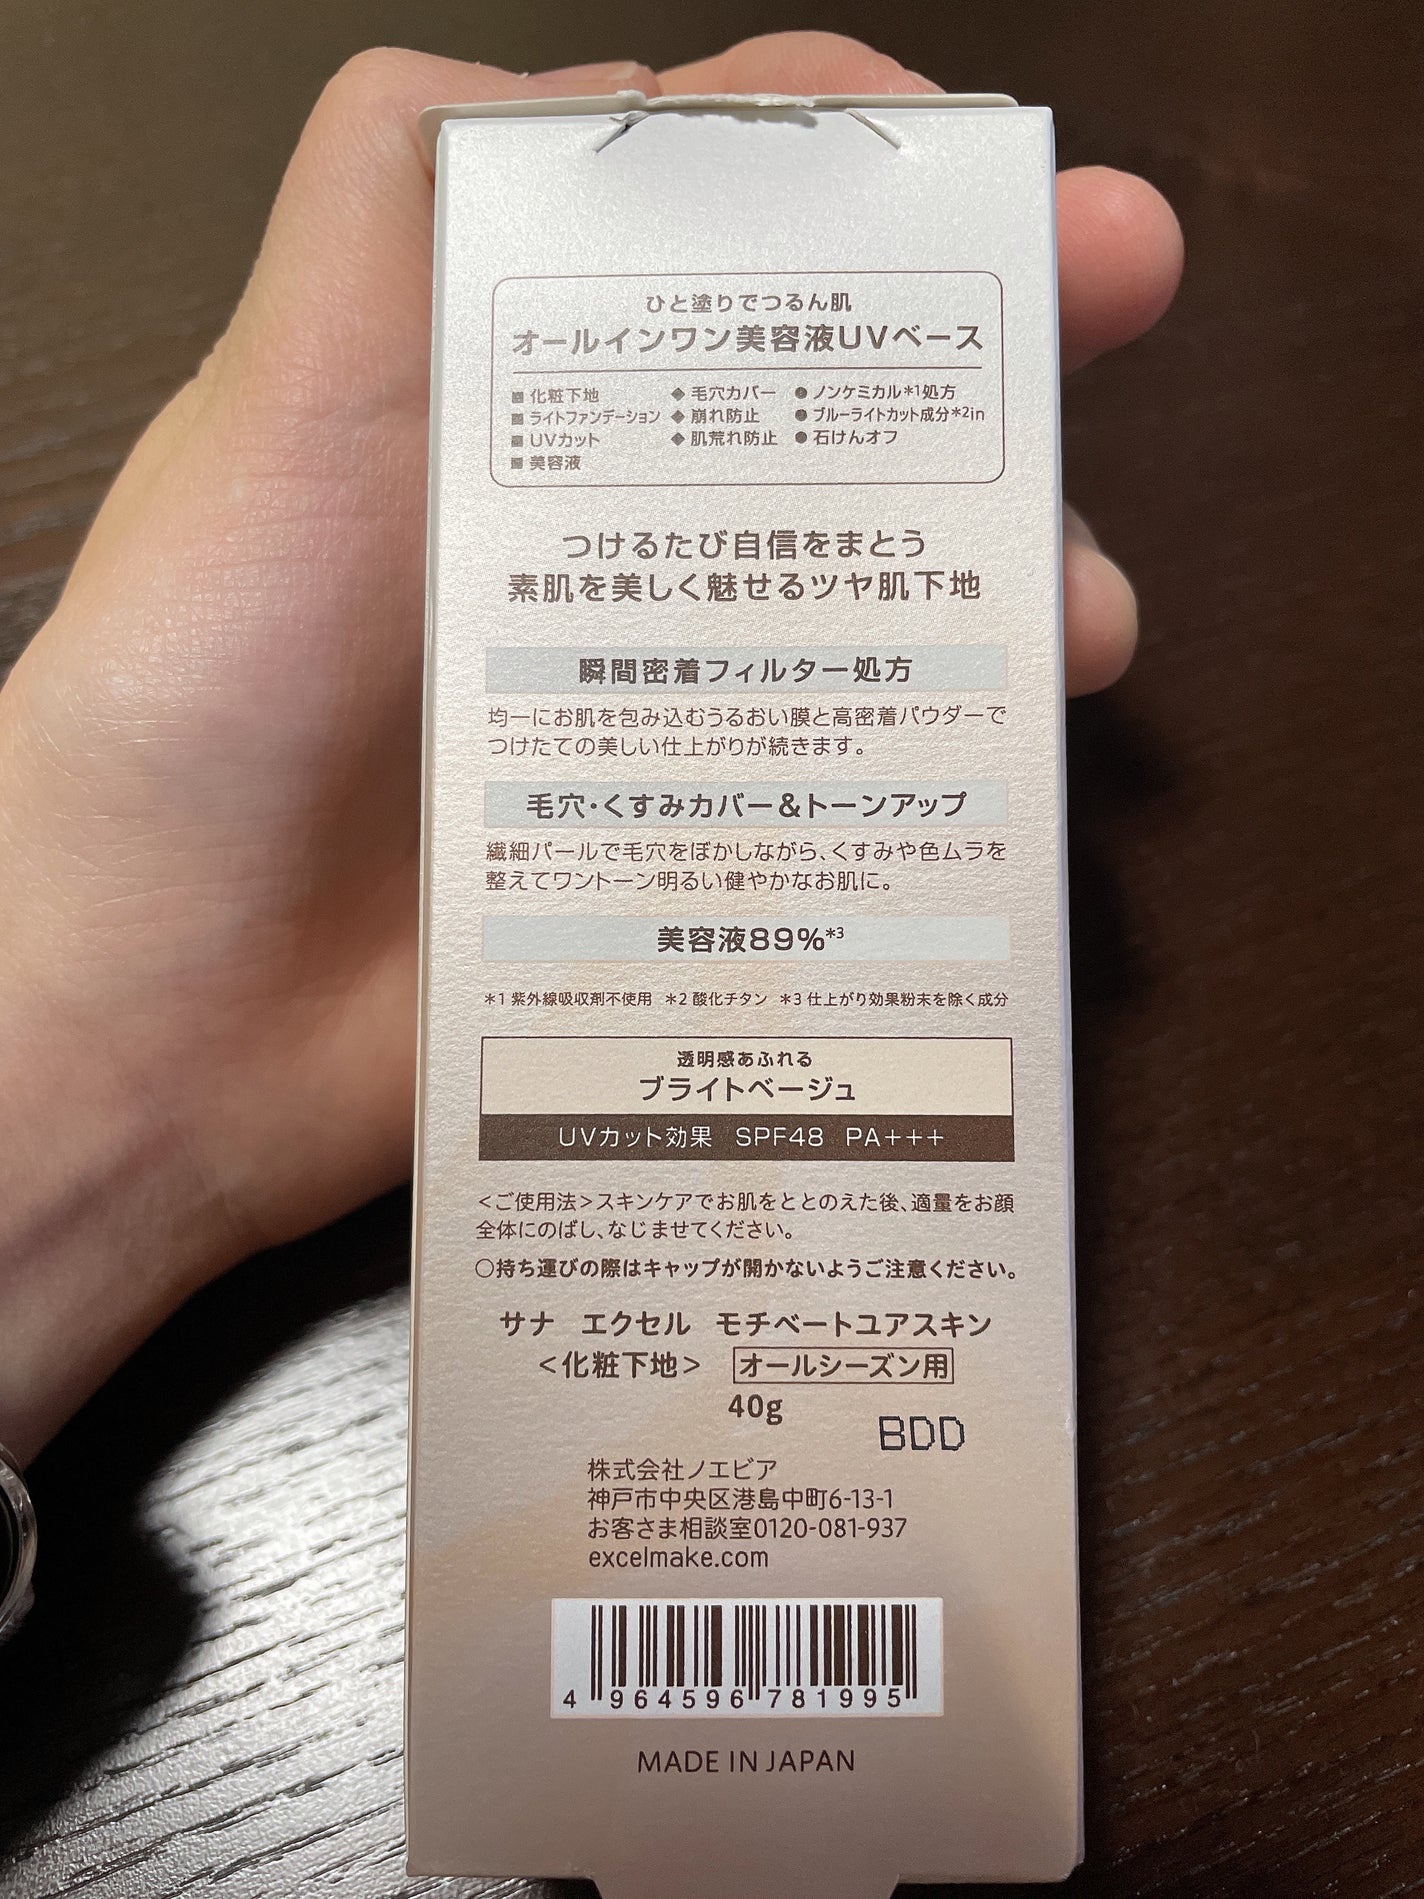 ひと塗りでつるん肌
オールインワン美容液UVベース
■ 化粧下地 ◆ 毛穴カバー ● ノンケミカル*1処方
■ ライトファンデーション ◆ 崩れ防止 ● ブルーライトカット成分*2in
■ UVカット ◆ 肌荒れ防止 ● 石けんオフ
■ 美容液
つけるたび自信をまとう
素肌を美しく魅せるツヤ肌下地
瞬間密着フィルター処方
均一にお肌を包み込むうるおい膜と高密着パウダーで
つけたての美しい仕上がりが続きます。
毛穴・くすみカバー&トーンアップ
繊細パールで毛穴をぼかしながら、くすみや色ムラを
整えてワントーン明るい健やかなお肌に。
美容液89%*3
*1 紫外線吸収剤不使用 *2 酸化チタン *3 仕上がり効果粉末を除く成分
透明感あふれる
ブライトベージュ
UVカット効果 SPF48 PA+++
<ご使用法>スキンケアでお肌をととのえた後、適量をお顔
全体にのばし、なじませてください。
○持ち運びの際はキャップが開かないようご注意ください。
サナ エクセル モチベートユアスキン
<化粧下地> オールシーズン用
40g
BDD
株式会社ノエビア
神戸市中央区港島中町6-13-1
お客さま相談室0120-081-937
excelmake.com
4 964596 781995
MADE IN JAPAN